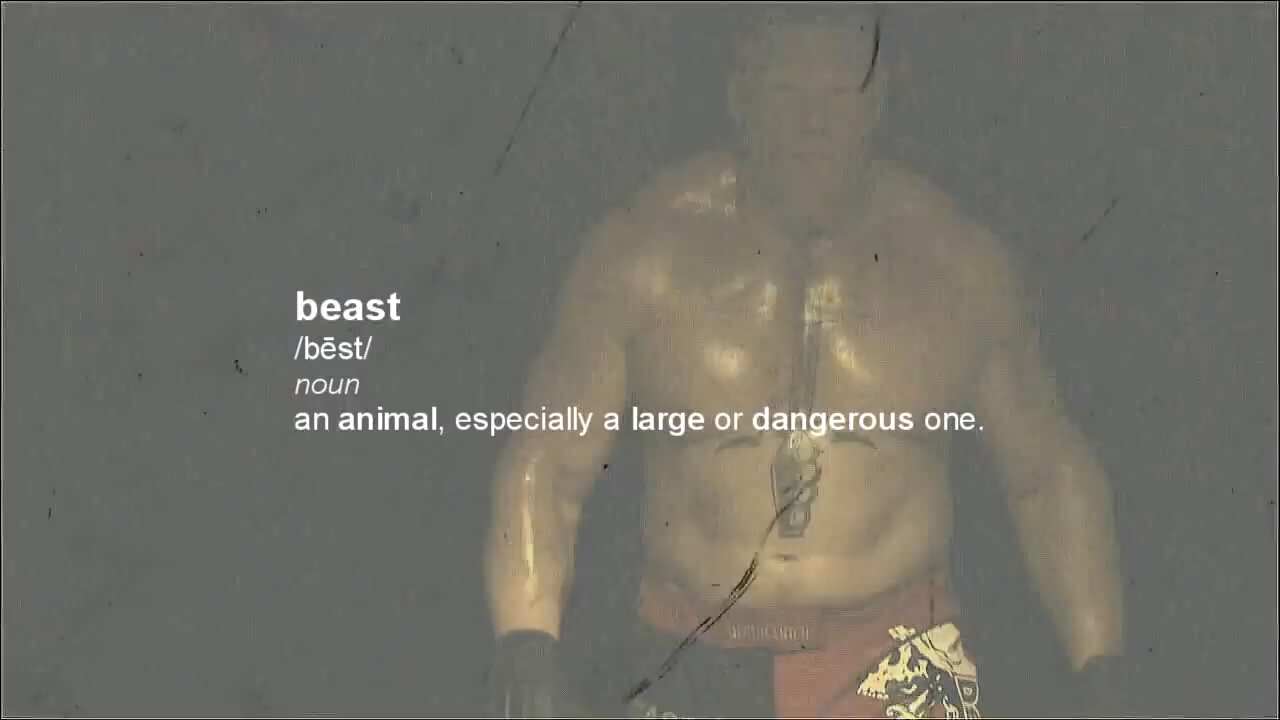 beast
/bēst/
noun
an animal, especially a large or dangerous one.